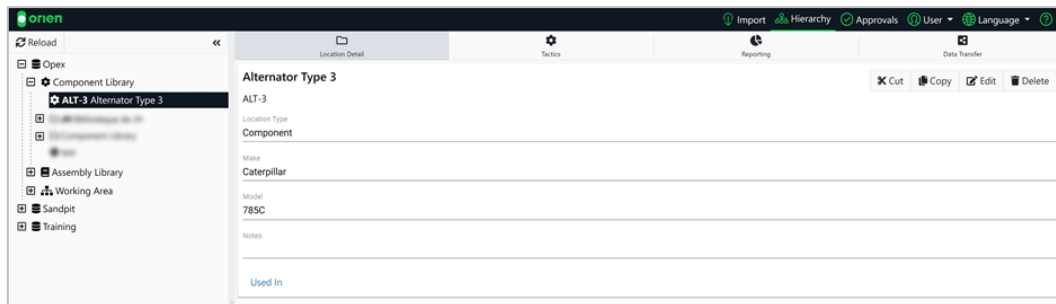 orien
Import Hierarchy Approvals User Language
Reload
Location Detail Tactics Reporting Data Transfer
Opex
Component Library
ALT-3 Alternator Type 3
Assembly Library
Working Area
Sandpit
Training
Alternator Type 3
Cut Copy Edit Delete
ALT-3
Location Type
Component
Make
Caterpillar
Model
785C
Notes
Used In